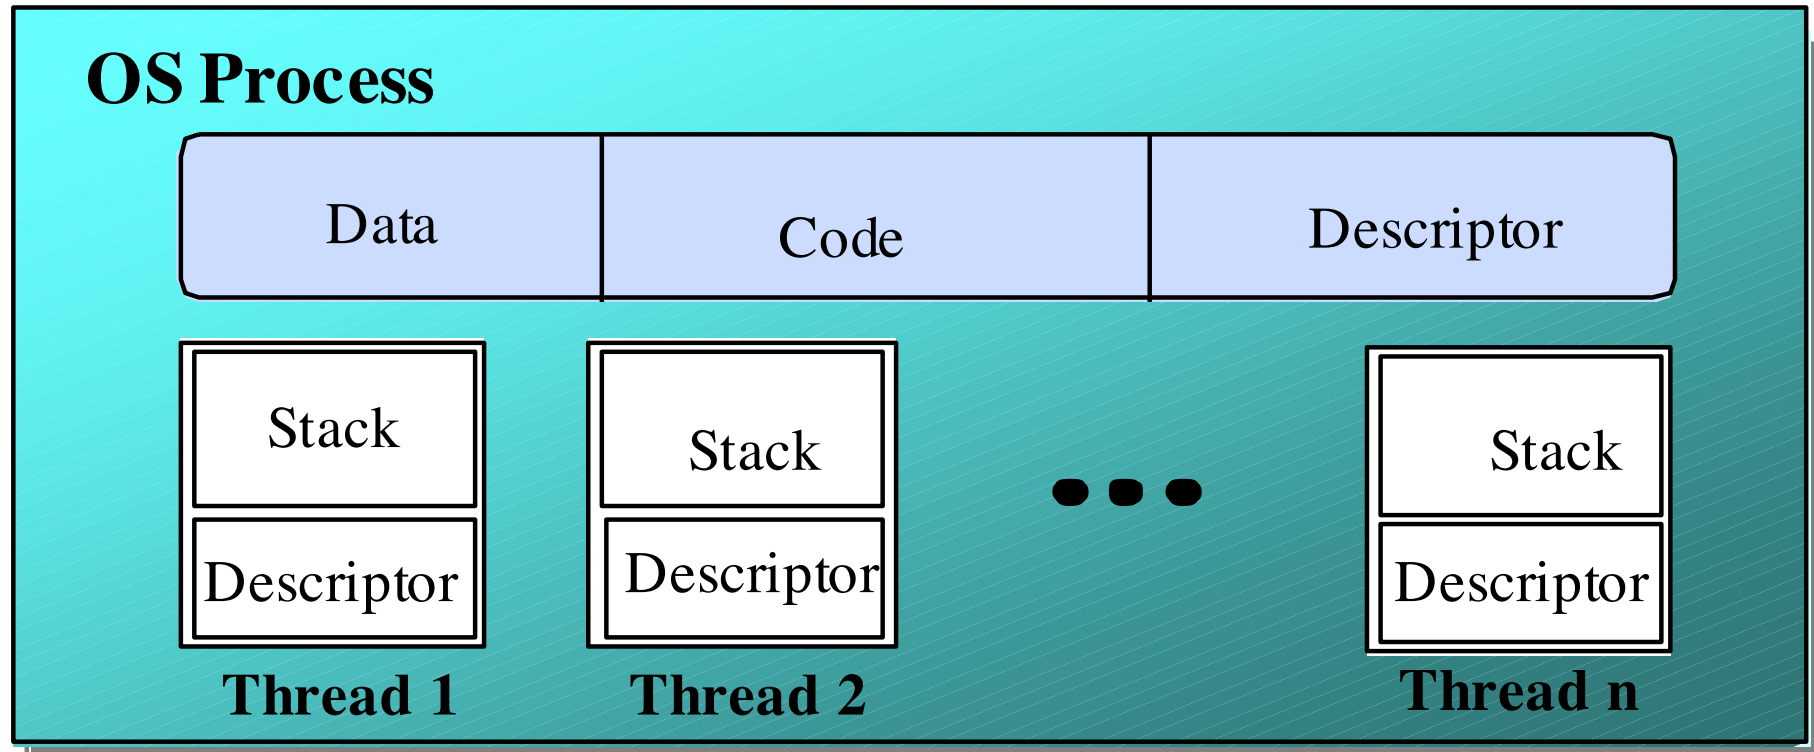 OS Process
Data Code Descriptor
Stack Stack Stack
Descriptor Descriptor Descriptor
Thread 1 Thread 2 Thread n